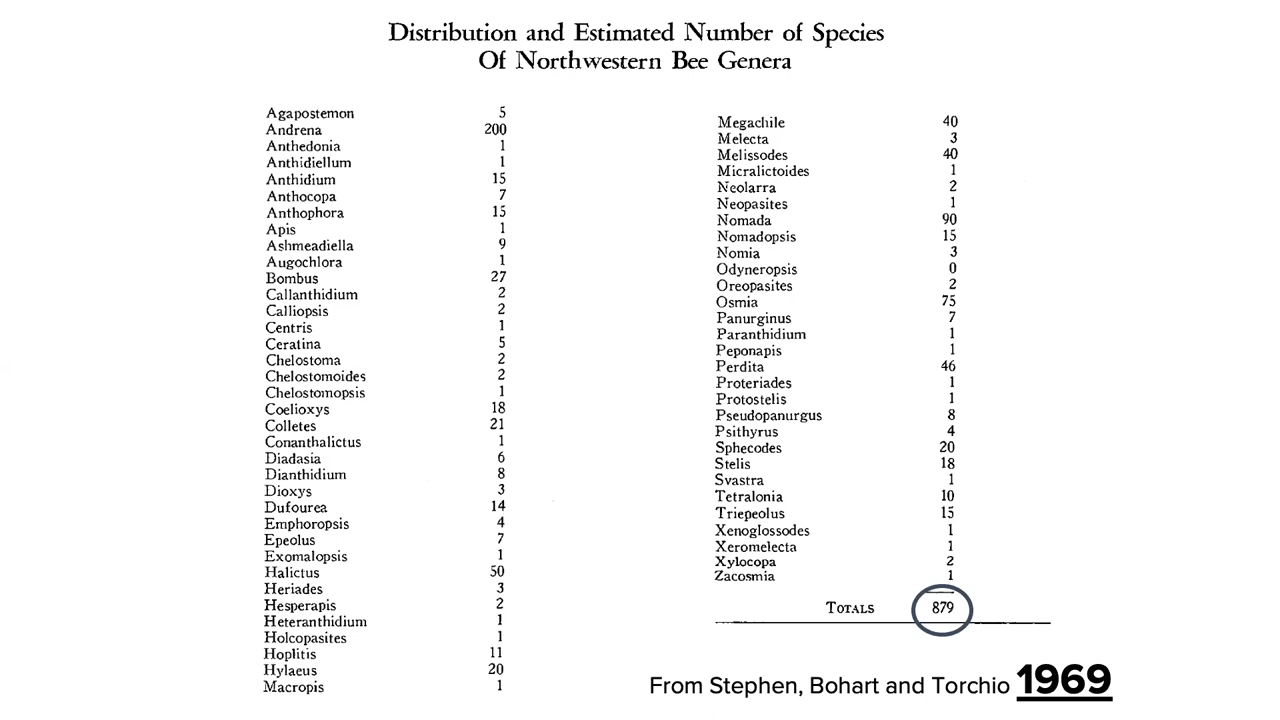 Distribution and Estimated Number of Species
Of Northwestern Bee Genera
Agapostemon 5
Andrena 200
Anthedonia 1
Anthidiellum 1
Anthidium 15
Anthocopa 7
Anthophora 15
Apis 1
Ashmeadiella 9
Augochlora 1
Bombus 27
Callanthidium 2
Calliopsis 2
Centris 1
Ceratina 5
Chelostoma 2
Chelostomoides 2
Chelostomopsis 1
Coelioxys 18
Colletes 21
Conanthalictus 1
Diadasia 6
Dianthidium 8
Dioxys 3
Dufourea 14
Emphoropsis 4
Epeolus 7
Exomalopsis 1
Halictus 50
Heriades 3
Hesperapis 2
Heteranthidium 1
Holcopasites 1
Hoplitis 11
Hylaeus 20
Macropis 1
Megachile 40
Melecta 3
Melissodes 40
Micralictoides 1
Neolarra 2
Neopasites 1
Nomada 90
Nomadopsis 15
Nomia 3
Odyneropsis 0
Oreopasites 2
Osmia 75
Panurginus 7
Paranthidium 1
Peponapis 1
Perdita 46
Proteriades 1
Protostelis 1
Pseudopanurgus 8
Psithyrus 4
Sphecodes 20
Stelis 18
Svastra 1
Tetralonia 10
Triepeolus 15
Xenoglossodes 1
Xeromelecta 1
Xylocopa 2
Zacosmia 1
TOTALS 879
From Stephen, Bohart and Torchio 1969